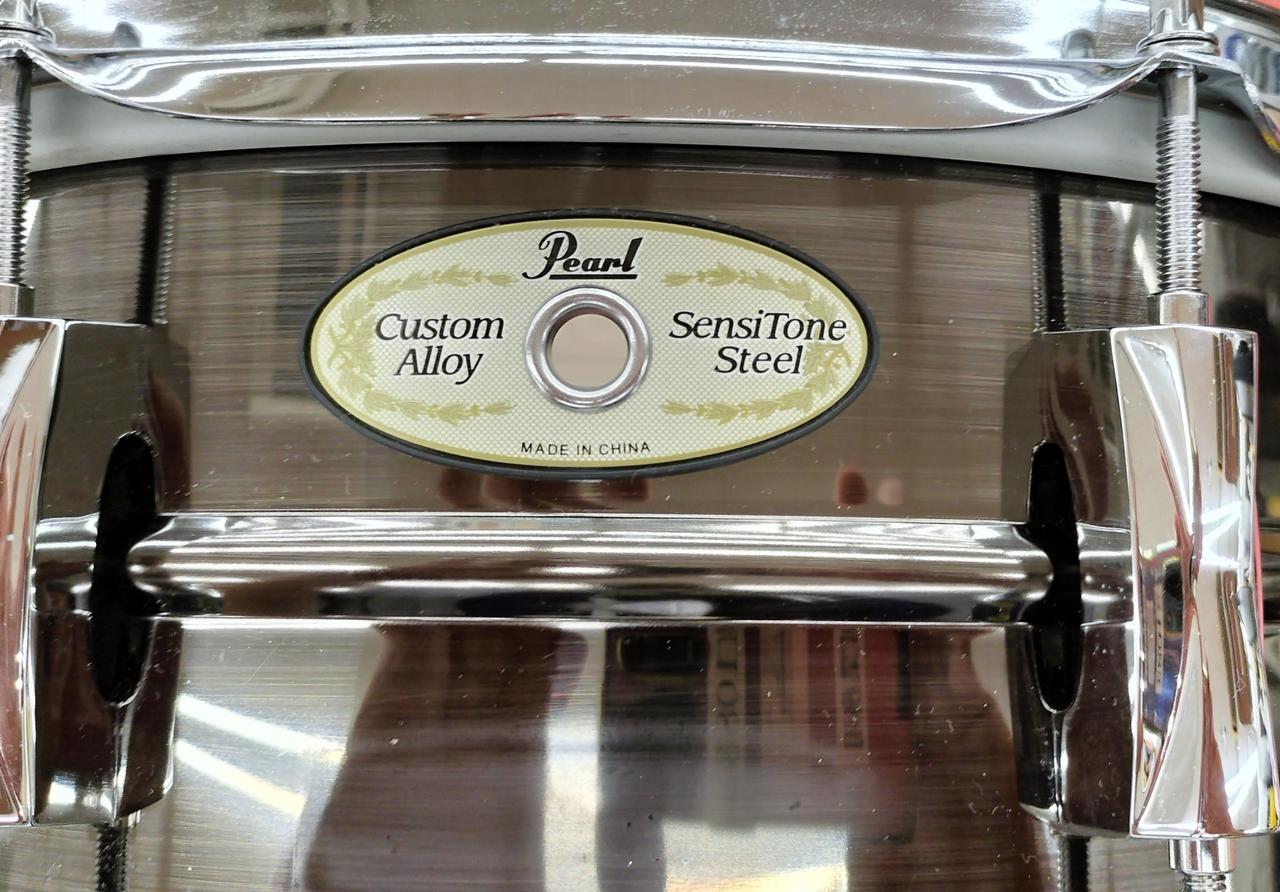 Pearl
Custom
Alloy
SensiTone
Steel
MADE IN CHINA